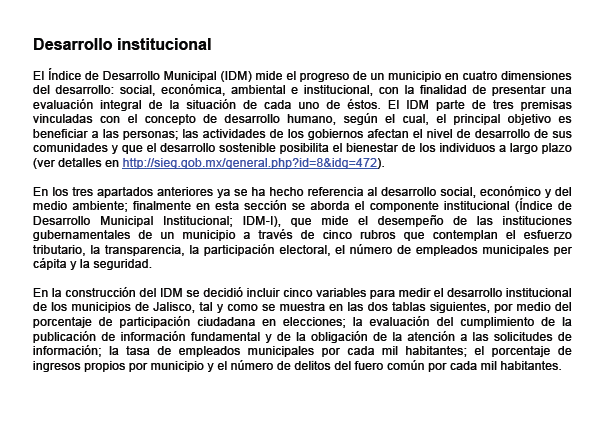 Desarrollo institucional
El Índice de Desarrollo Municipal (IDM) mide el progreso de un municipio en cuatro dimensiones
del desarrollo: social, económica, ambiental e institucional, con la finalidad de presentar una
evaluación integral de la situación de cada uno de éstos. El IDM parte de tres premisas
vinculadas con el concepto de desarrollo humano, según el cual, el principal objetivo es
beneficiar a las personas; las actividades de los gobiernos afectan el nivel de desarrollo de sus
comunidades y que el desarrollo sostenible posibilita el bienestar de los individuos a largo plazo
(ver detalles en http://sieg.gob.mx/general.php?id=8&idg=472).
En los tres apartados anteriores ya se ha hecho referencia al desarrollo social, económico y del
medio ambiente; finalmente en esta sección se aborda el componente institucional (Índice de
Desarrollo Municipal Institucional; IDM-I), que mide el desempeño de las instituciones
gubernamentales de un municipio a través de cinco rubros que contemplan el esfuerzo
tributario, la transparencia, la participación electoral, el número de empleados municipales per
cápita y la seguridad.
En la construcción del IDM se decidió incluir cinco variables para medir el desarrollo institucional
de los municipios de Jalisco, tal y como se muestra en las dos tablas siguientes, por medio del
porcentaje de participación ciudadana en elecciones; la evaluación del cumplimiento de la
publicación de información fundamental y de la obligación de la atención a las solicitudes de
información; la tasa de empleados municipales por cada mil habitantes; el porcentaje de
ingresos propios por municipio y el número de delitos del fuero común por cada mil habitantes.